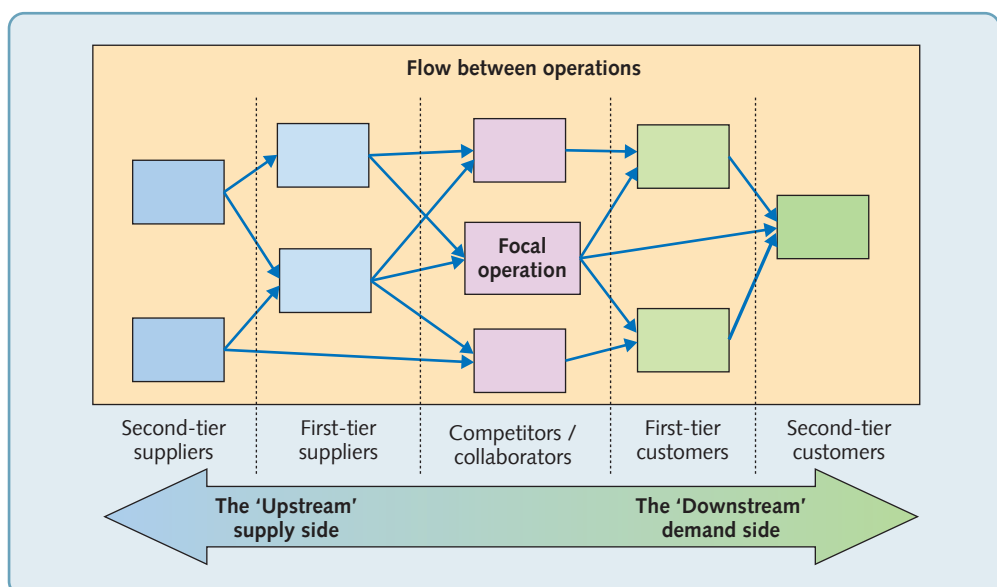 Flow between operations
Focal
operation
Second-tier
suppliers
First-tier
suppliers
Competitors /
collaborators
First-tier
customers
Second-tier
customers
The ‘Upstream’
supply side
The ‘Downstream’
demand side